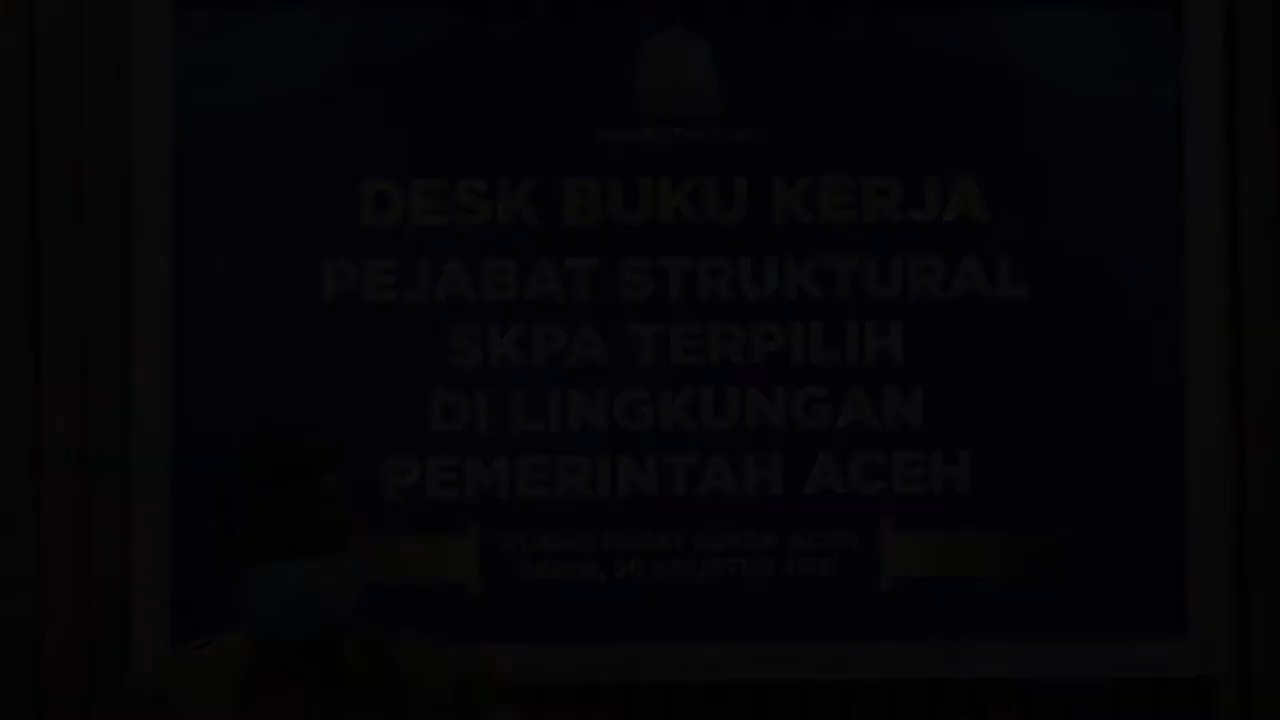 DESK BUKU KERJA
PEJABAT STRUKTURAL
SKPA TERPILIH
DI LINGKUNGAN
PEMERINTAH ACEH